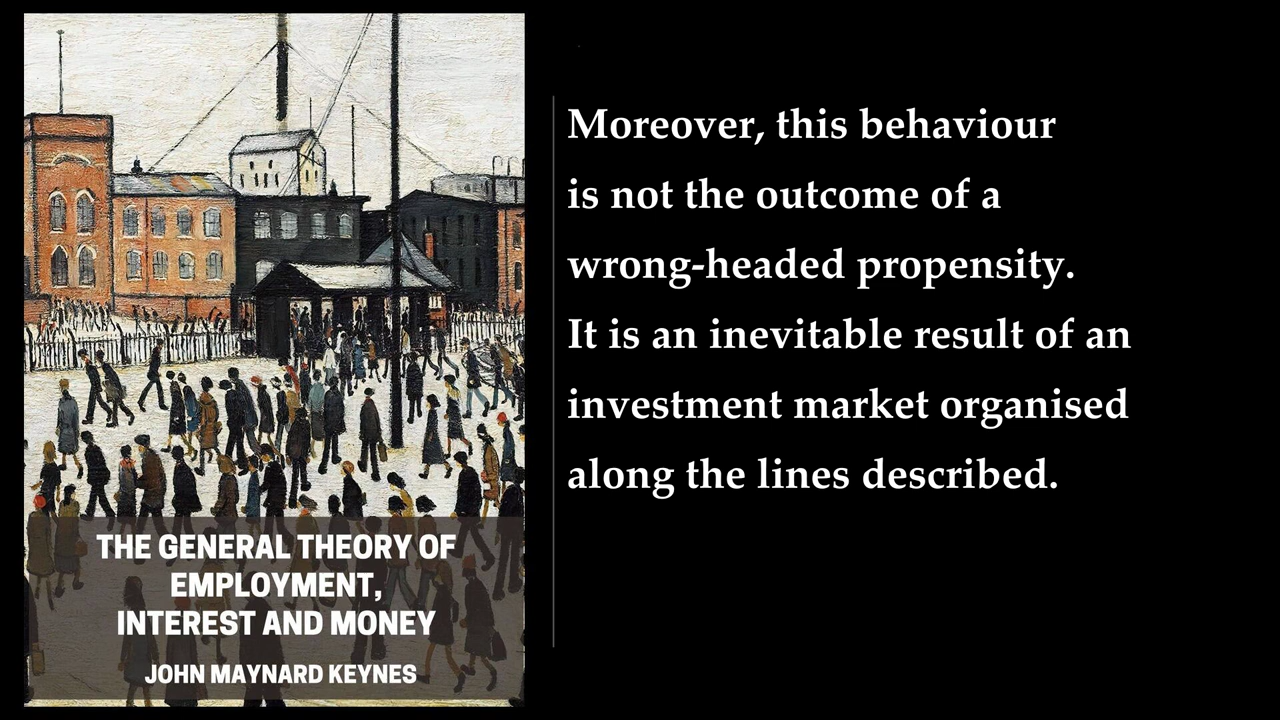 THE GENERAL THEORY OF
EMPLOYMENT,
INTEREST AND MONEY
JOHN MAYNARD KEYNES
Moreover, this behaviour
is not the outcome of a
wrong-headed propensity.
It is an inevitable result of an
investment market organised
along the lines described.